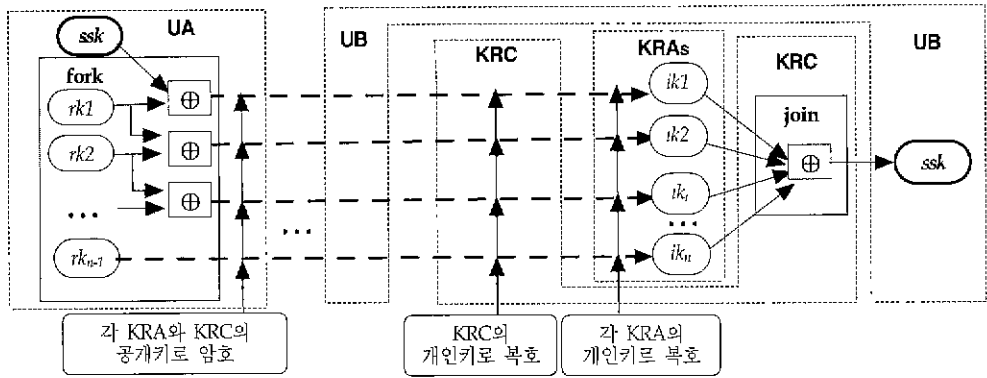 UA
UB
KRC
KRAs
KRC
UB
ssk
fork
rk1
rk2
...
rkn-1
⊕
⊕
⊕
...
ik1
ik2
iki
...
ikn
join
⊕
ssk
각 KRA와 KRC의
공개키로 암호
KRC의
개인키로 복호
각 KRA의
개인키로 복호